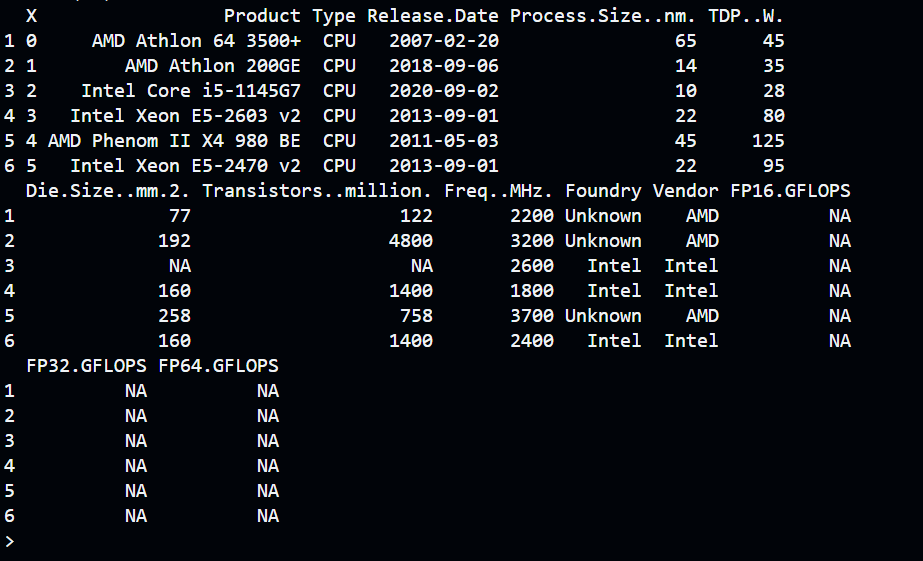 X Product Type Release.Date Process.Size..nm. TDP..W.
1 0 AMD Athlon 64 3500+ CPU 2007-02-20 65 45
2 1 AMD Athlon 200GE CPU 2018-09-06 14 35
3 2 Intel Core i5-1145G7 CPU 2020-09-02 10 28
4 3 Intel Xeon E5-2603 v2 CPU 2013-09-01 22 80
5 4 AMD Phenom II X4 980 BE CPU 2011-05-03 45 125
6 5 Intel Xeon E5-2470 v2 CPU 2013-09-01 22 95
Die.Size..mm.2. Transistors..million. Freq..MHz. Foundry Vendor FP16.GFLOPS
1 77 122 2200 Unknown AMD NA
2 192 4800 3200 Unknown AMD NA
3 NA NA 2600 Intel Intel NA
4 160 1400 1800 Intel Intel NA
5 258 758 3700 Unknown AMD NA
6 160 1400 2400 Intel Intel NA
FP32.GFLOPS FP64.GFLOPS
1 NA NA
2 NA NA
3 NA NA
4 NA NA
5 NA NA
6 NA NA
>